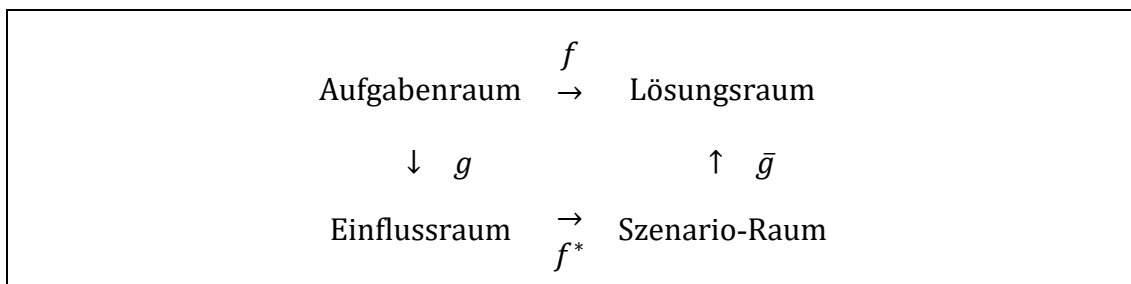 f
Aufgabenraum → Lösungsraum
↓ g ↑ ḡ
Einflussraum → Szenario-Raum
f*